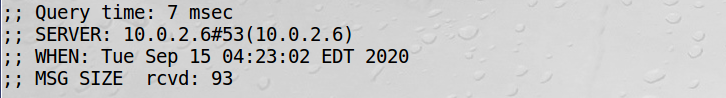 ;; Query time: 7 msec
;; SERVER: 10.0.2.6#53(10.0.2.6)
;; WHEN: Tue Sep 15 04:23:02 EDT 2020
;; MSG SIZE  rcvd: 93